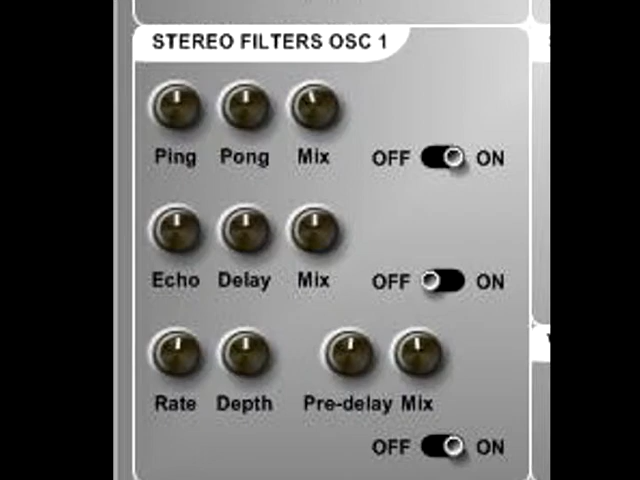 STEREO FILTERS OSC 1
Ping Pong Mix
OFF ON
Echo Delay Mix
OFF ON
Rate Depth Pre-delay Mix
OFF ON